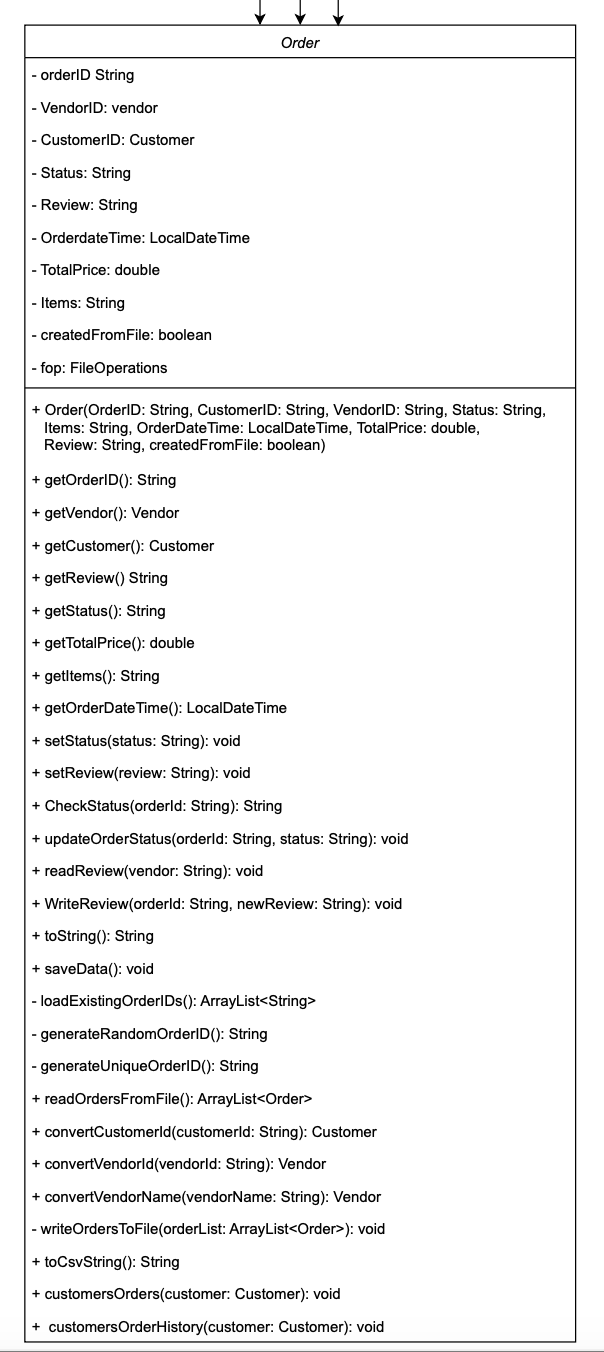 Order
- orderID String
- VendorID: vendor
- CustomerID: Customer
- Status: String
- Review: String
- OrderdateTime: LocalDateTime
- TotalPrice: double
- Items: String
- createdFromFile: boolean
- fop: FileOperations
+ Order(OrderID: String, CustomerID: String, VendorID: String, Status: String,
Items: String, OrderDateTime: LocalDateTime, TotalPrice: double,
Review: String, createdFromFile: boolean)
+ getOrderID(): String
+ getVendor(): Vendor
+ getCustomer(): Customer
+ getReview() String
+ getStatus(): String
+ getTotalPrice(): double
+ getItems(): String
+ getOrderDateTime(): LocalDateTime
+ setStatus(status: String): void
+ setReview(review: String): void
+ CheckStatus(orderId: String): String
+ updateOrderStatus(orderId: String, status: String): void
+ readReview(vendor: String): void
+ WriteReview(orderId: String, newReview: String): void
+ toString(): String
+ saveData(): void
- loadExistingOrderIDs(): ArrayList<String>
- generateRandomOrderID(): String
- generateUniqueOrderID(): String
+ readOrdersFromFile(): ArrayList<Order>
+ convertCustomerId(customerId: String): Customer
+ convertVendorId(vendorId: String): Vendor
+ convertVendorName(vendorName: String): Vendor
- writeOrdersToFile(orderList: ArrayList<Order>): void
+ toCsvString(): String
+ customersOrders(customer: Customer): void
+ customersOrderHistory(customer: Customer): void